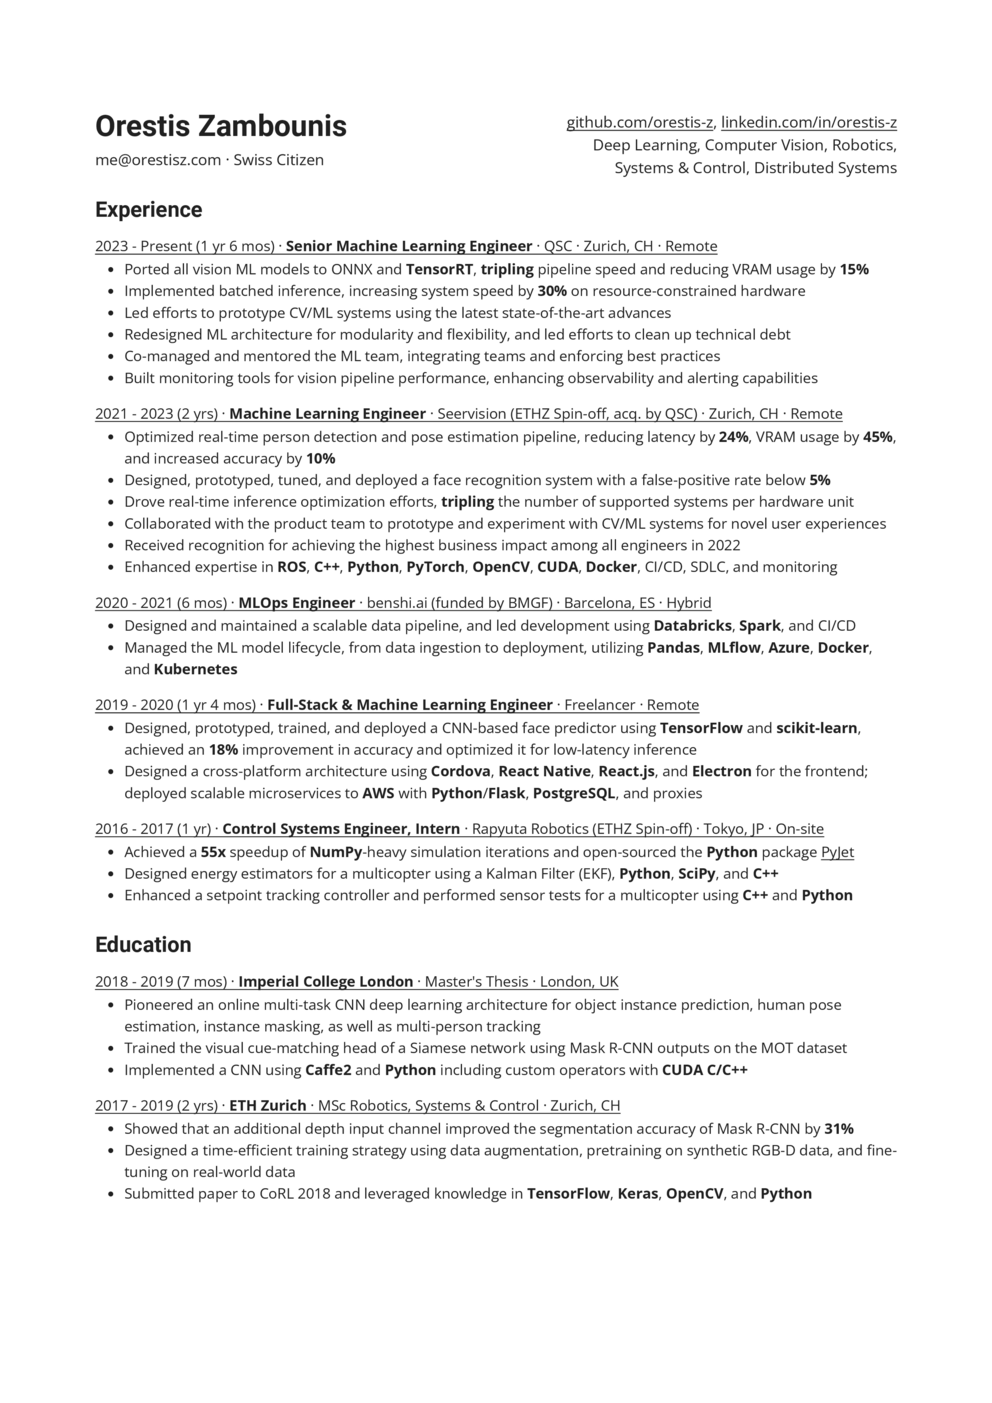 Orestis Zambounis
me@orestisz.com · Swiss Citizen
github.com/orestis-z, linkedin.com/in/orestis-z
Deep Learning, Computer Vision, Robotics,
Systems & Control, Distributed Systems
Experience
2023 - Present (1 yr 6 mos) · Senior Machine Learning Engineer · QSC · Zurich, CH · Remote
• Ported all vision ML models to ONNX and TensorRT, tripling pipeline speed and reducing VRAM usage by 15%
• Implemented batched inference, increasing system speed by 30% on resource-constrained hardware
• Led efforts to prototype CV/ML systems using the latest state-of-the-art advances
• Redesigned ML architecture for modularity and flexibility, and led efforts to clean up technical debt
• Co-managed and mentored the ML team, integrating teams and enforcing best practices
• Built monitoring tools for vision pipeline performance, enhancing observability and alerting capabilities
2021 - 2023 (2 yrs) · Machine Learning Engineer · Seervision (ETHZ Spin-off, acq. by QSC) · Zurich, CH · Remote
• Optimized real-time person detection and pose estimation pipeline, reducing latency by 24%, VRAM usage by 45%,
and increased accuracy by 10%
• Designed, prototyped, tuned, and deployed a face recognition system with a false-positive rate below 5%
• Drove real-time inference optimization efforts, tripling the number of supported systems per hardware unit
• Collaborated with the product team to prototype and experiment with CV/ML systems for novel user experiences
• Received recognition for achieving the highest business impact among all engineers in 2022
• Enhanced expertise in ROS, C++, Python, PyTorch, OpenCV, CUDA, Docker, CI/CD, SDLC, and monitoring
2020 - 2021 (6 mos) · MLOps Engineer · benshi.ai (funded by BMGF) · Barcelona, ES · Hybrid
• Designed and maintained a scalable data pipeline, and led development using Databricks, Spark, and CI/CD
• Managed the ML model lifecycle, from data ingestion to deployment, utilizing Pandas, MLflow, Azure, Docker,
and Kubernetes
2019 - 2020 (1 yr 4 mos) · Full-Stack & Machine Learning Engineer · Freelancer · Remote
• Designed, prototyped, trained, and deployed a CNN-based face predictor using TensorFlow and scikit-learn,
achieved an 18% improvement in accuracy and optimized it for low-latency inference
• Designed a cross-platform architecture using Cordova, React Native, React.js, and Electron for the frontend;
deployed scalable microservices to AWS with Python/Flask, PostgreSQL, and proxies
2016 - 2017 (1 yr) · Control Systems Engineer, Intern · Rapyuta Robotics (ETHZ Spin-off) · Tokyo, JP · On-site
• Achieved a 55x speedup of NumPy-heavy simulation iterations and open-sourced the Python package PyJet
• Designed energy estimators for a multicopter using a Kalman Filter (EKF), Python, SciPy, and C++
• Enhanced a setpoint tracking controller and performed sensor tests for a multicopter using C++ and Python
Education
2018 - 2019 (7 mos) · Imperial College London · Master's Thesis · London, UK
• Pioneered an online multi-task CNN deep learning architecture for object instance prediction, human pose
estimation, instance masking, as well as multi-person tracking
• Trained the visual cue-matching head of a Siamese network using Mask R-CNN outputs on the MOT dataset
• Implemented a CNN using Caffe2 and Python including custom operators with CUDA C/C++
2017 - 2019 (2 yrs) · ETH Zurich · MSc Robotics, Systems & Control · Zurich, CH
• Showed that an additional depth input channel improved the segmentation accuracy of Mask R-CNN by 31%
• Designed a time-efficient training strategy using data augmentation, pretraining on synthetic RGB-D data, and fine-
tuning on real-world data
• Submitted paper to CoRL 2018 and leveraged knowledge in TensorFlow, Keras, OpenCV, and Python